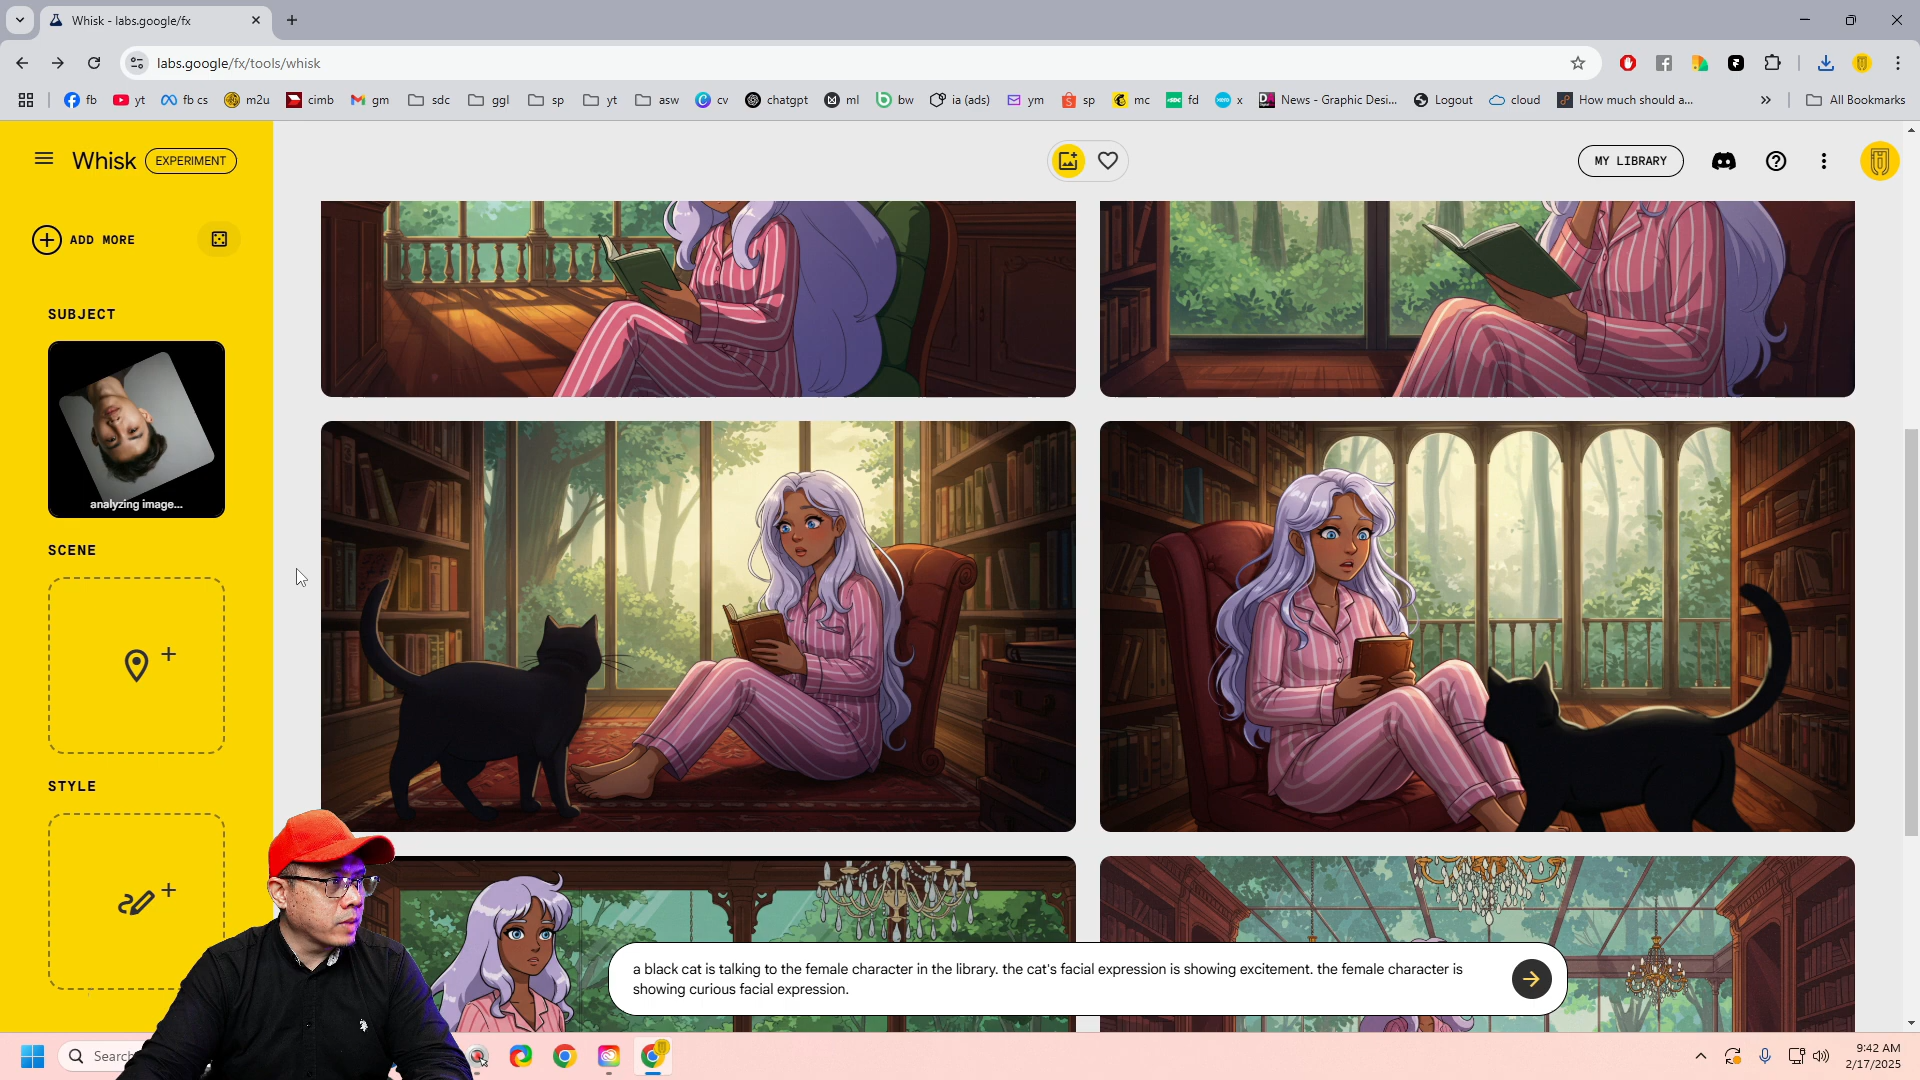 Whisk - labs.google/fx
labs.google/fx/tools/whisk
fb
yt
fb cs
m2u
cimb
gm
sdc
ggl
sp
yt
asw
cv
chatgpt
ml
bw
ia (ads)
ym
sp
mc
fd
x
News - Graphic Desi...
Logout
cloud
How much should a...
All Bookmarks
Whisk
EXPERIMENT
MY LIBRARY
ADD MORE
SUBJECT
analyzing image...
SCENE
STYLE
a black cat is talking to the female character in the library. the cat's facial expression is showing excitement. the female character is
showing curious facial expression.
Search
9:42 AM
2/17/2025